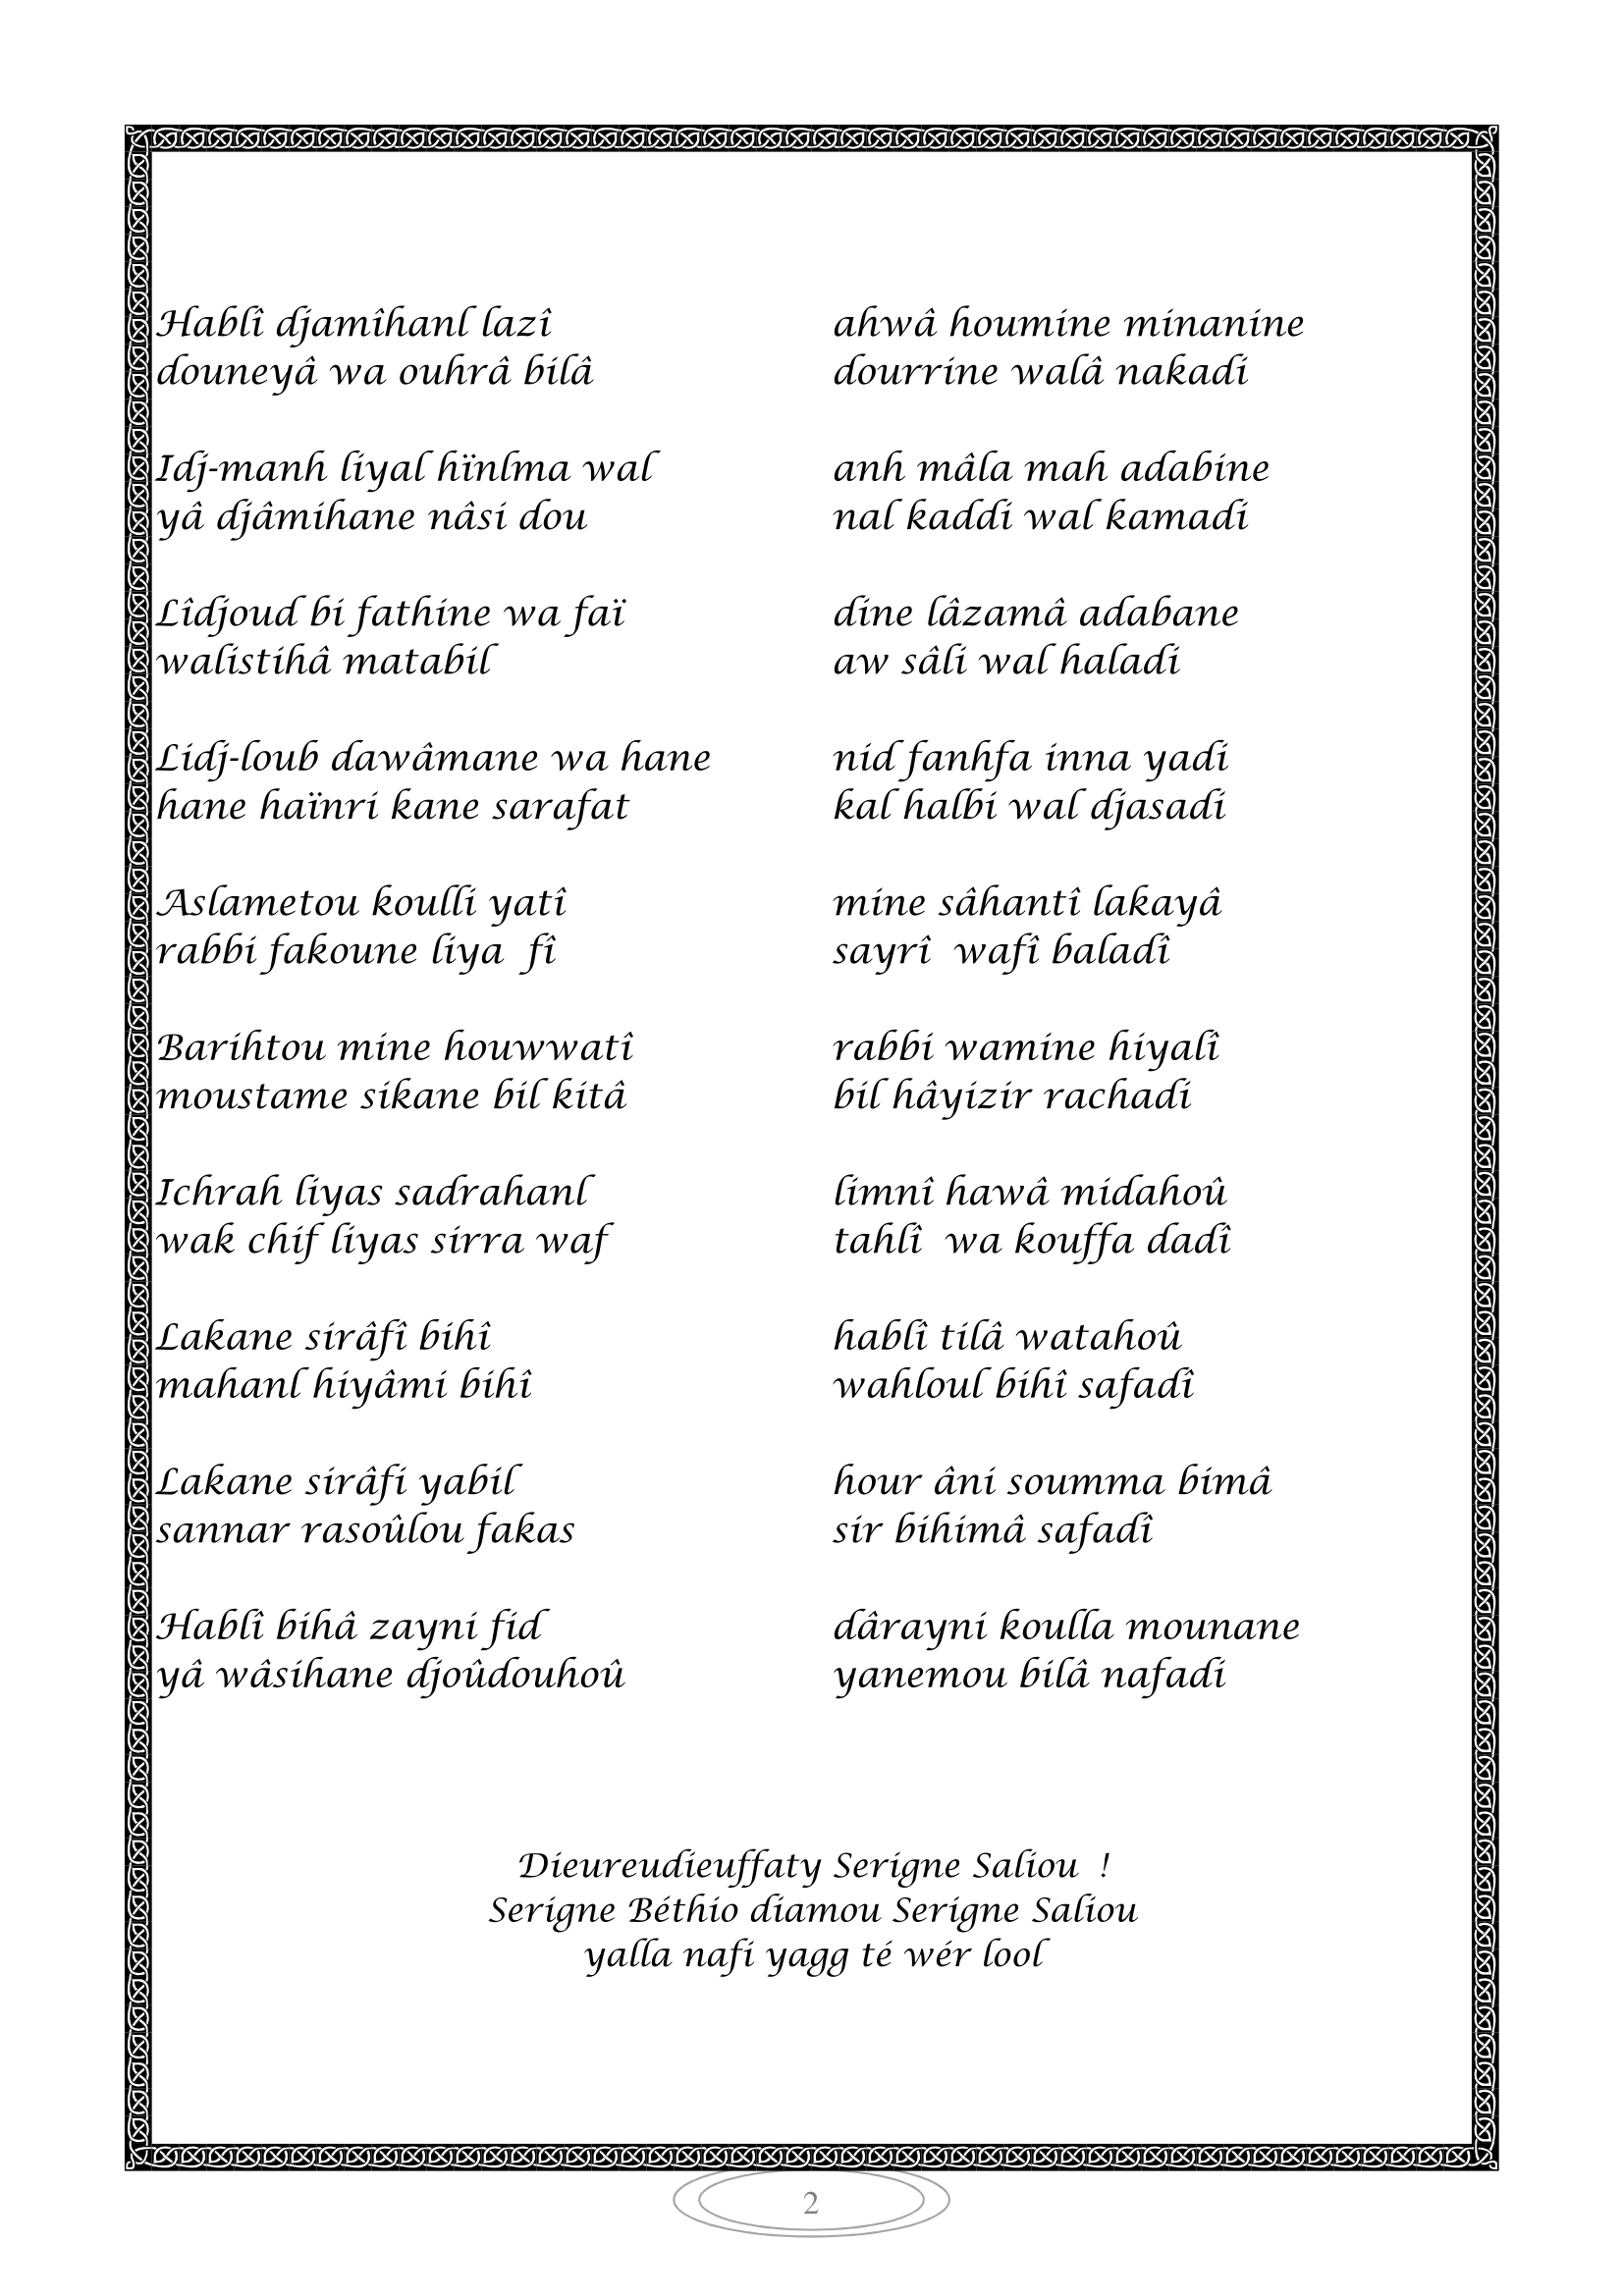 Hablî djamîhanl lazî ahwâ houmine minanine
douneyâ wa ouhrâ bilâ dourrine walâ nakadi
Idj-manh liyal hïnlma wal anh mâla mah adabine
yâ djâmihane nâsi dou nal kaddi wal kamadi
Lîdjoud bi fathine wa faï dine lâzamâ adabane
walistihâ matabil aw sâli wal haladi
Lidj-loub dawâmane wa hane nid fanhfa inna yadi
hane haïnri kane sarafat kal halbi wal djasadi
Aslametou koulli yatî mine sâhantî lakayâ
rabbi fakoune liya fî sayrî wafî baladî
Barihtou mine houwwatî rabbi wamine hiyalî
moustame sikane bil kitâ bil hâyizir rachadi
Ichrah liyas sadrahanl limnî hawâ midahoû
wak chif liyas sirra waf tahlî wa kouffa dadî
Lakane sirâfî bihî hablî tilâ watahoû
mahanl hiyâmi bihî wahloul bihî safadî
Lakane sirâfi yabil hour âni soumma bimâ
sannar rasoûlou fakas sir bihimâ safadî
Hablî bihâ zayni fid dârayni koulla mounane
yâ wâsihane djoûdouhoû yanemou bilâ nafadi
Dieureudieuffaty Serigne Saliou !
Serigne Béthio diamou Serigne Saliou
yalla nafi yagg té wér lool
2